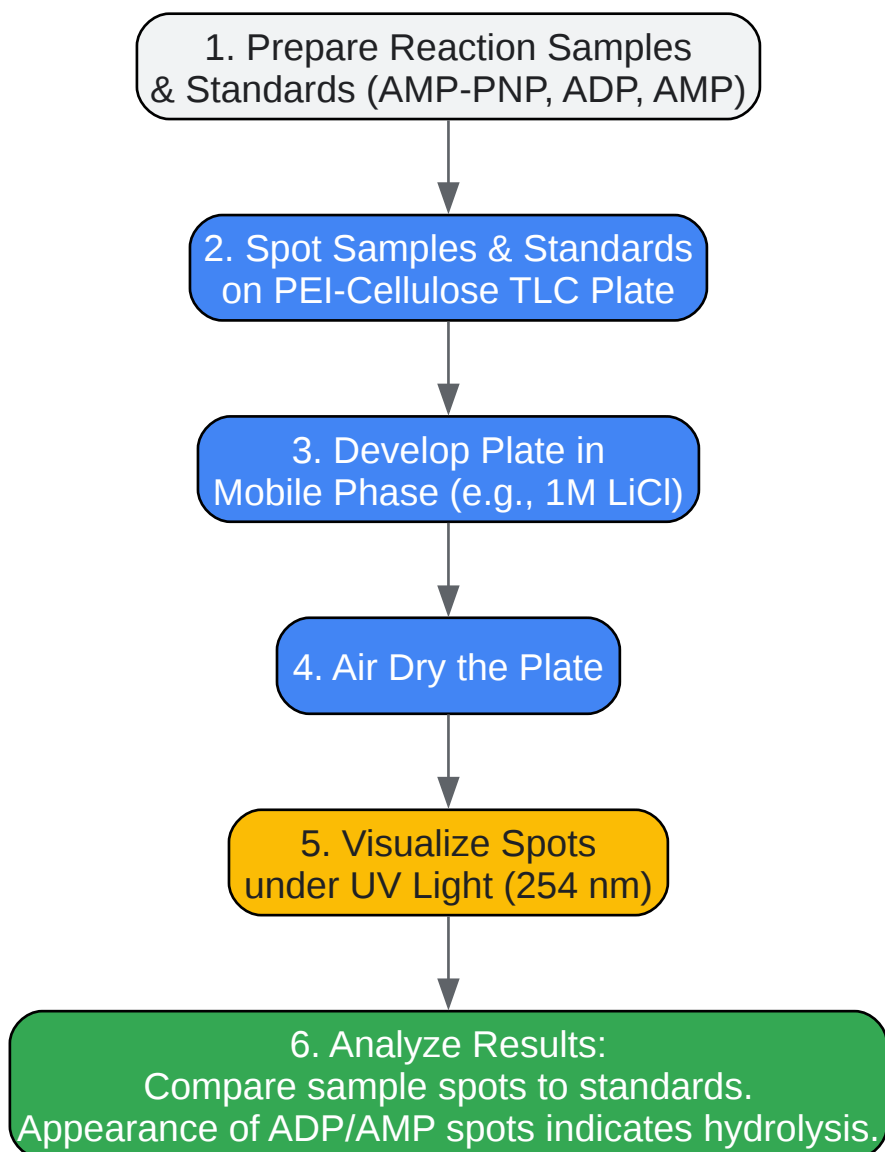 1. Prepare Reaction Samples
& Standards (AMP-PNP, ADP, AMP)
2. Spot Samples & Standards
on PEI-Cellulose TLC Plate
3. Develop Plate in
Mobile Phase (e.g., 1M LiCl)
4. Air Dry the Plate
5. Visualize Spots
under UV Light (254 nm)
6. Analyze Results:
Compare sample spots to standards.
Appearance of ADP/AMP spots indicates hydrolysis.